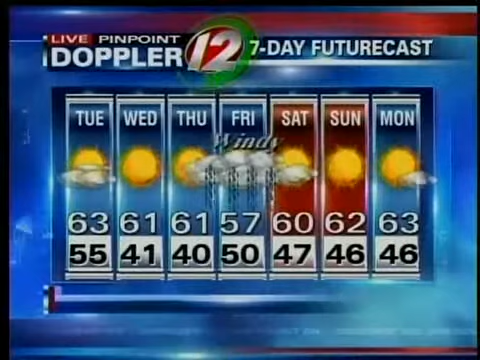 LIVE PINPOINT
DOPPLER 12 7-DAY FUTURECAST
TUE WED THU FRI SAT SUN MON
Windy
63 61 61 57 60 62 63
55 41 40 50 47 46 46